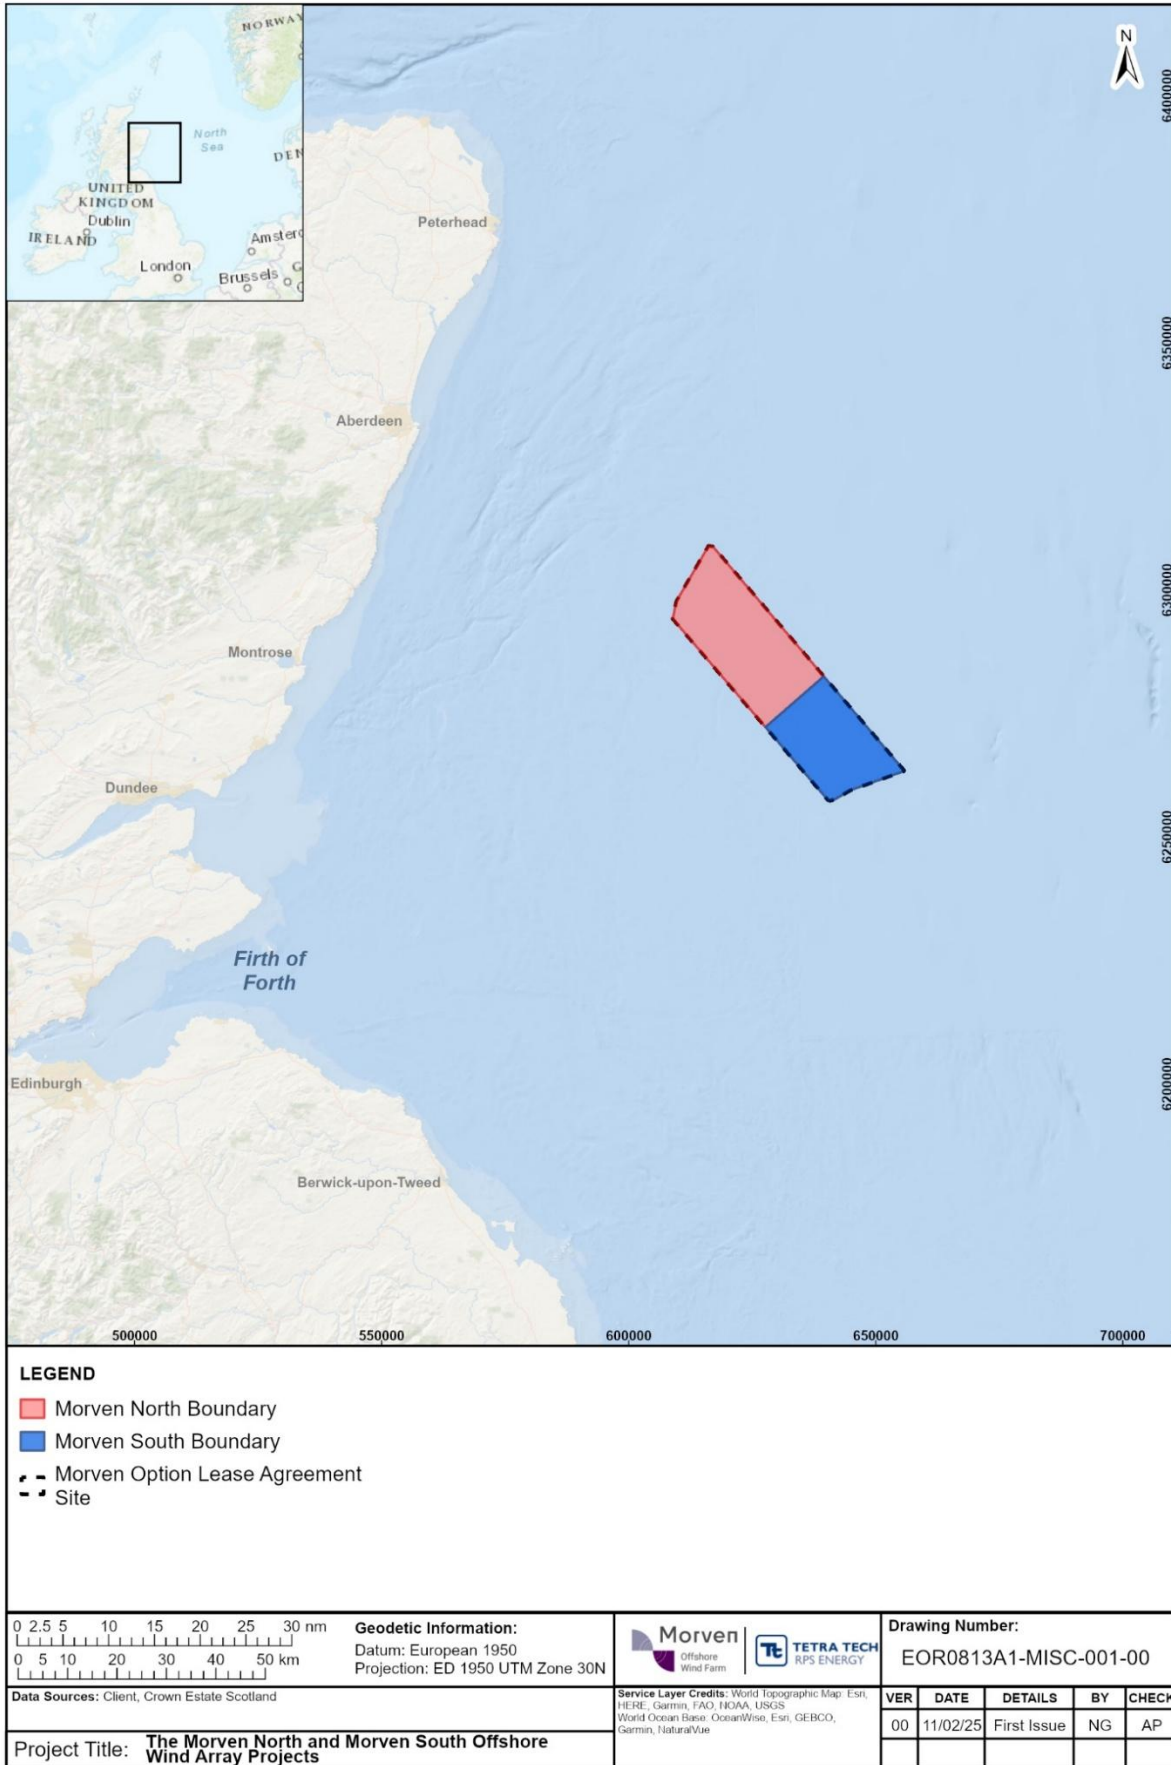 NORWAY
North
Sea
DEN
UNITED
KINGDOM
Dublin
IRELAND
Amsterd
London
Brussels
G
N
Peterhead
Aberdeen
Montrose
Dundee
Firth of
Forth
Edinburgh
Berwick-upon-Tweed
6400000
6350000
6300000
6250000
6200000
500000 550000 600000 650000 700000
LEGEND
Morven North Boundary
Morven South Boundary
Morven Option Lease Agreement
Site
0 2.5 5 10 15 20 25 30 nm
0 5 10 20 30 40 50 km
Geodetic Information:
Datum: European 1950
Projection: ED 1950 UTM Zone 30N
Morven
Offshore
Wind Farm
Tt
TETRA TECH
RPS ENERGY
Drawing Number:
EOR0813A1-MISC-001-00
Data Sources: Client, Crown Estate Scotland
Service Layer Credits: World Topographic Map: Esri,
HERE, Garmin, FAO, NOAA, USGS
World Ocean Base: OceanWise, Esri, GEBCO,
Garmin, NaturalVue
VER DATE DETAILS BY CHECK
00 11/02/25 First Issue NG AP
Project Title: The Morven North and Morven South Offshore
Wind Array Projects